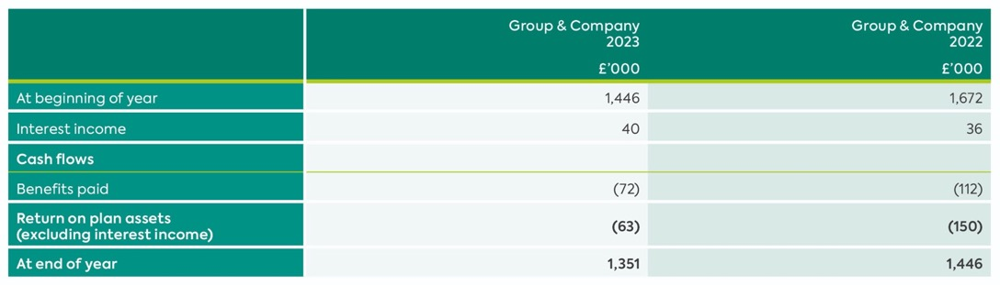 Group & Company Group & Company
2023 2022
£'000 £'000
At beginning of year 1,446 1,672
Interest income 40 36
Cash flows
Benefits paid (72) (112)
Return on plan assets
(excluding interest income) (63) (150)
At end of year 1,351 1,446